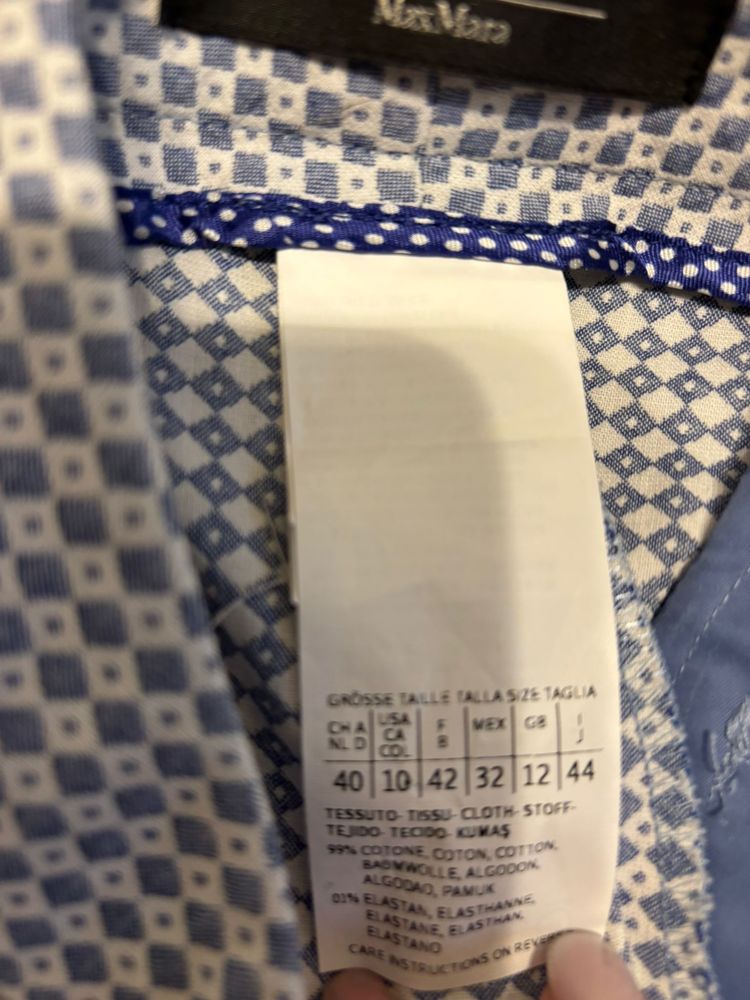 MaxMara
GRÖSSE TAILLE TALLA SIZE TAGLIA
CH A NL D | USA CA COL | F B | MEX | GB | I J
40 | 10 | 42 | 32 | 12 | 44
TESSUTO- TISSU- CLOTH- STOFF-
TEJIDO- TECIDO- KUMAŞ
99% COTONE, COTON, COTTON,
BAUMWOLLE, ALGODON,
ALGODAO, PAMUK
01% ELASTAN, ELASTHANNE,
ELASTANE, ELASTHAN,
ELASTANO
CARE INSTRUCTIONS ON